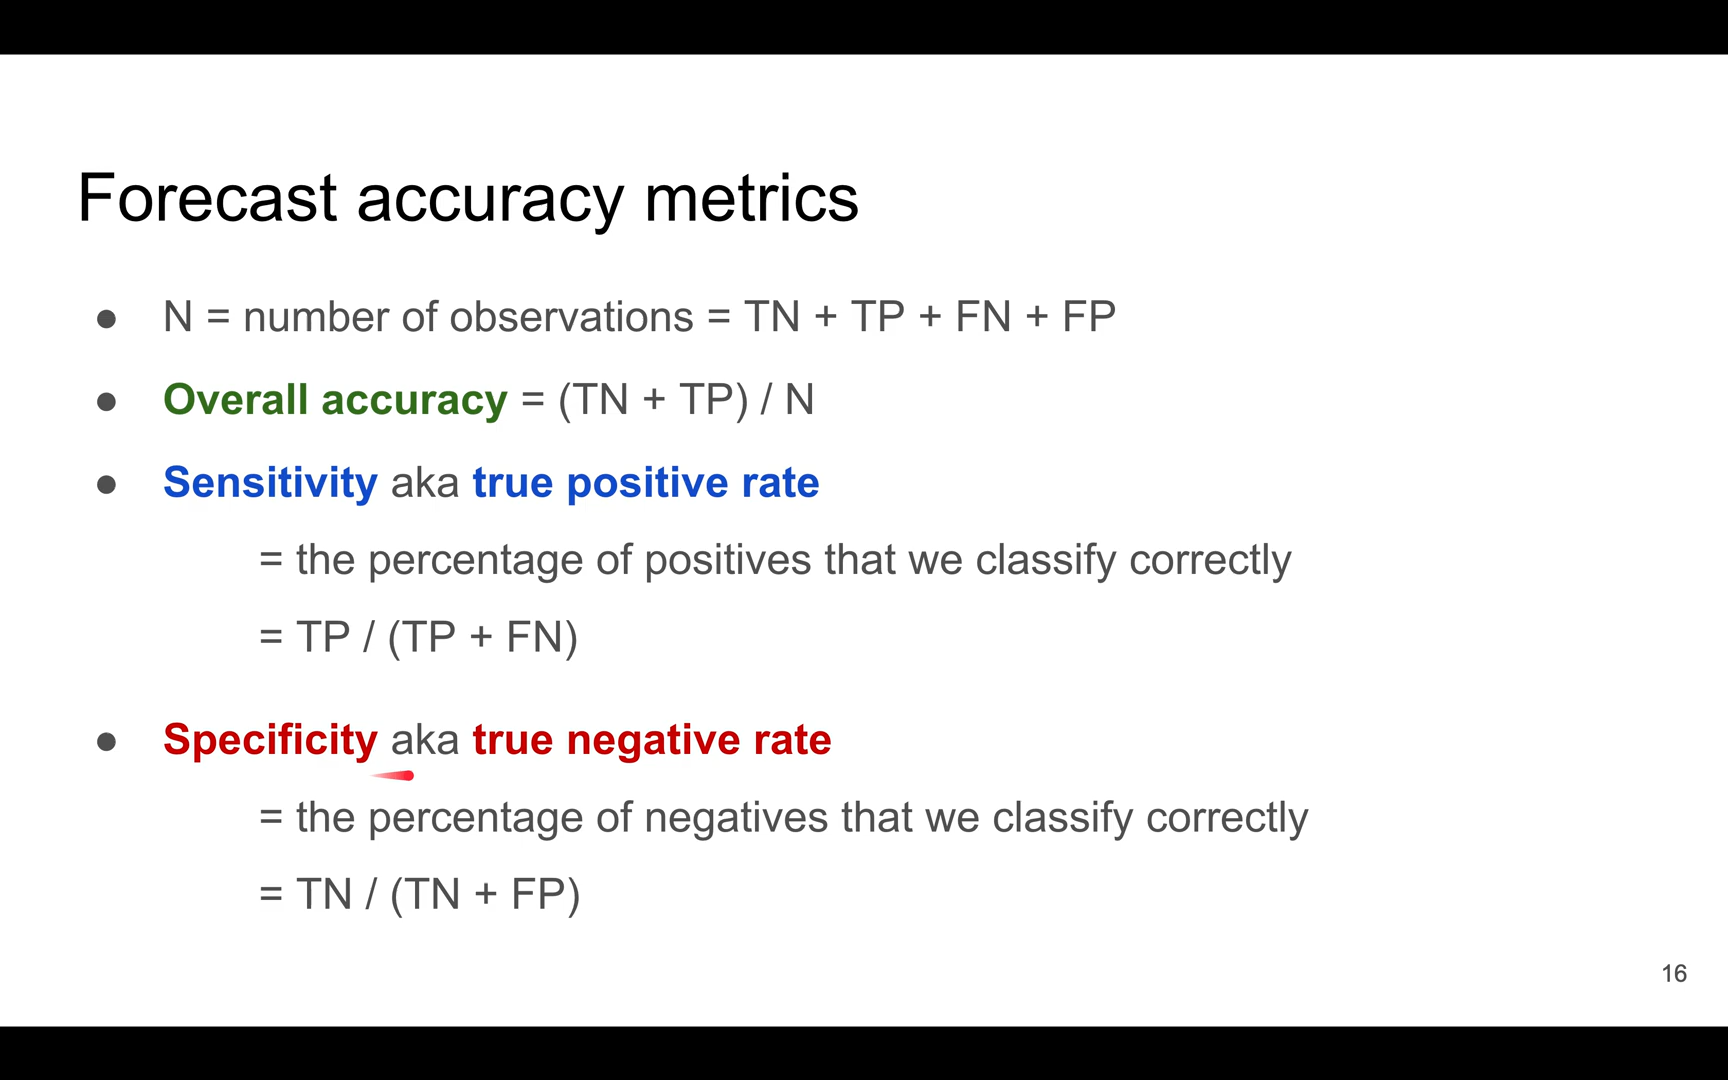 Forecast accuracy metrics
● N = number of observations = TN + TP + FN + FP
● Overall accuracy = (TN + TP) / N
● Sensitivity aka true positive rate
= the percentage of positives that we classify correctly
= TP / (TP + FN)
● Specificity aka true negative rate
= the percentage of negatives that we classify correctly
= TN / (TN + FP)
16